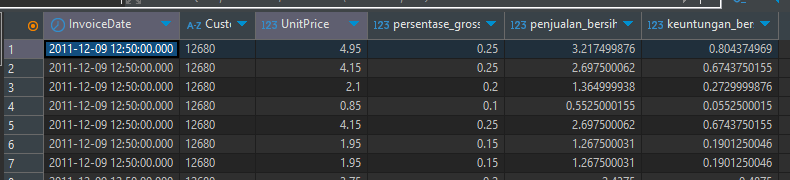 InvoiceDate A-Z Custo 123 UnitPrice 123 persentase_gross 123 penjualan_bersih 123 keuntungan_ber
1 2011-12-09 12:50:00.000 12680 4.95 0.25 3.217499876 0.804374969
2 2011-12-09 12:50:00.000 12680 4.15 0.25 2.697500062 0.6743750155
3 2011-12-09 12:50:00.000 12680 2.1 0.2 1.364999938 0.2729999876
4 2011-12-09 12:50:00.000 12680 0.85 0.1 0.5525000155 0.0552500015
5 2011-12-09 12:50:00.000 12680 4.15 0.25 2.697500062 0.6743750155
6 2011-12-09 12:50:00.000 12680 1.95 0.15 1.267500031 0.1901250046
7 2011-12-09 12:50:00.000 12680 1.95 0.15 1.267500031 0.1901250046